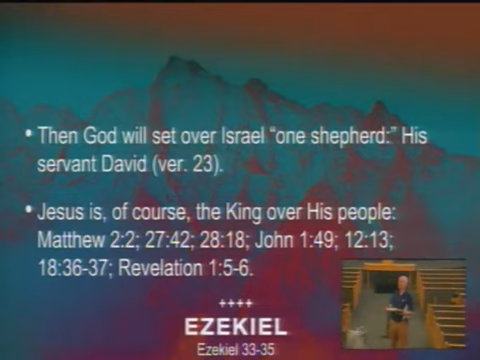 • Then God will set over Israel “one shepherd:” His
servant David (ver. 23).
• Jesus is, of course, the King over His people:
Matthew 2:2; 27:42; 28:18; John 1:49; 12:13;
18:36-37; Revelation 1:5-6.
++++
EZEKIEL
Ezekiel 33-35